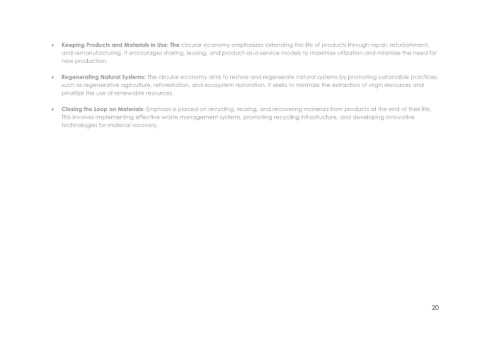 • Keeping Products and Materials in Use: The circular economy emphasizes extending the life of products through repair, refurbishment,
and remanufacturing. It encourages sharing, leasing, and product-as-a-service models to maximize utilization and minimize the need for
new production.
• Regenerating Natural Systems: The circular economy aims to restore and regenerate natural systems by promoting sustainable practices,
such as regenerative agriculture, reforestation, and ecosystem restoration. It seeks to minimize the extraction of virgin resources and
prioritize the use of renewable resources.
• Closing the Loop on Materials: Emphasis is placed on recycling, reusing, and recovering materials from products at the end of their life.
This involves implementing effective waste management systems, promoting recycling infrastructure, and developing innovative
technologies for material recovery.
20